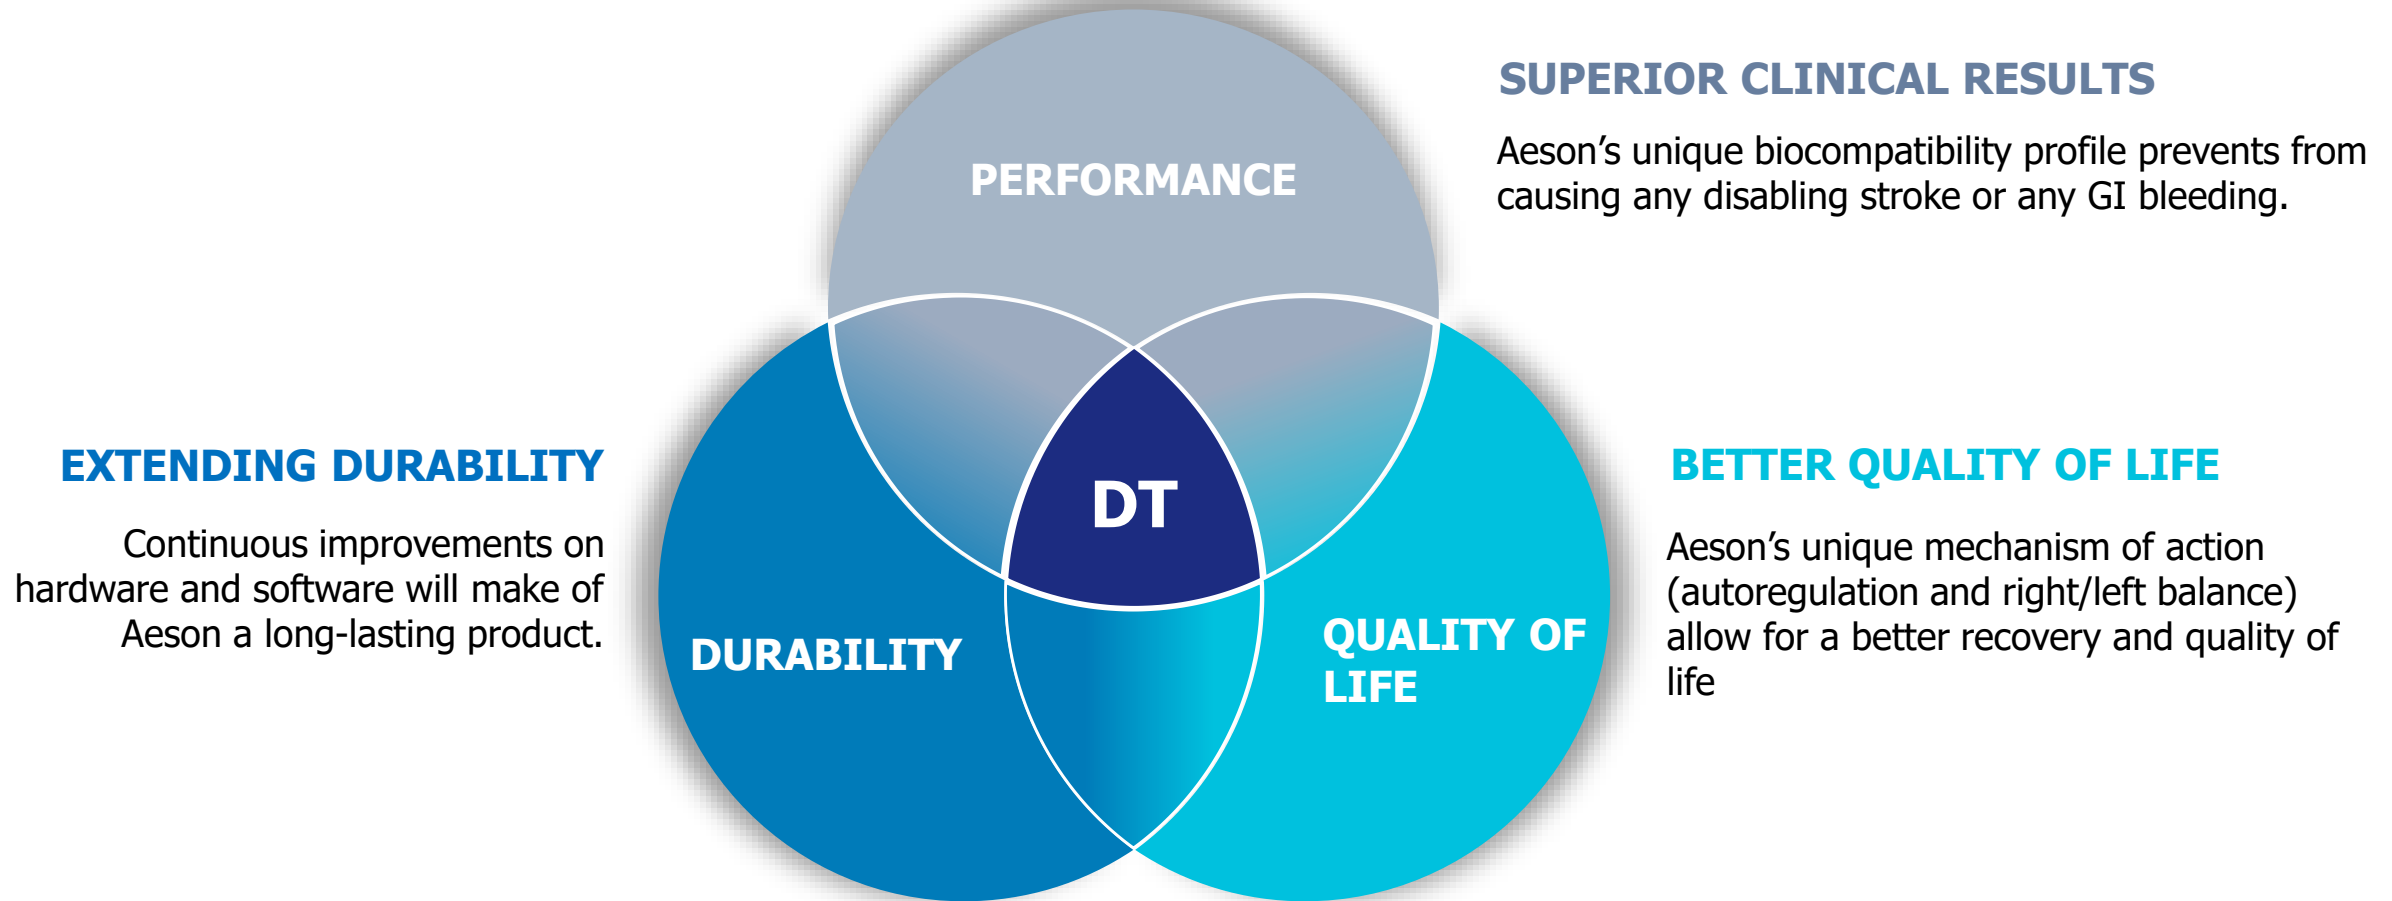 SUPERIOR CLINICAL RESULTS
Aeson’s unique biocompatibility profile prevents from
causing any disabling stroke or any GI bleeding.
PERFORMANCE
EXTENDING DURABILITY
Continuous improvements on
hardware and software will make of
Aeson a long-lasting product.
DT
DURABILITY
QUALITY OF
LIFE
BETTER QUALITY OF LIFE
Aeson’s unique mechanism of action
(autoregulation and right/left balance)
allow for a better recovery and quality of
life